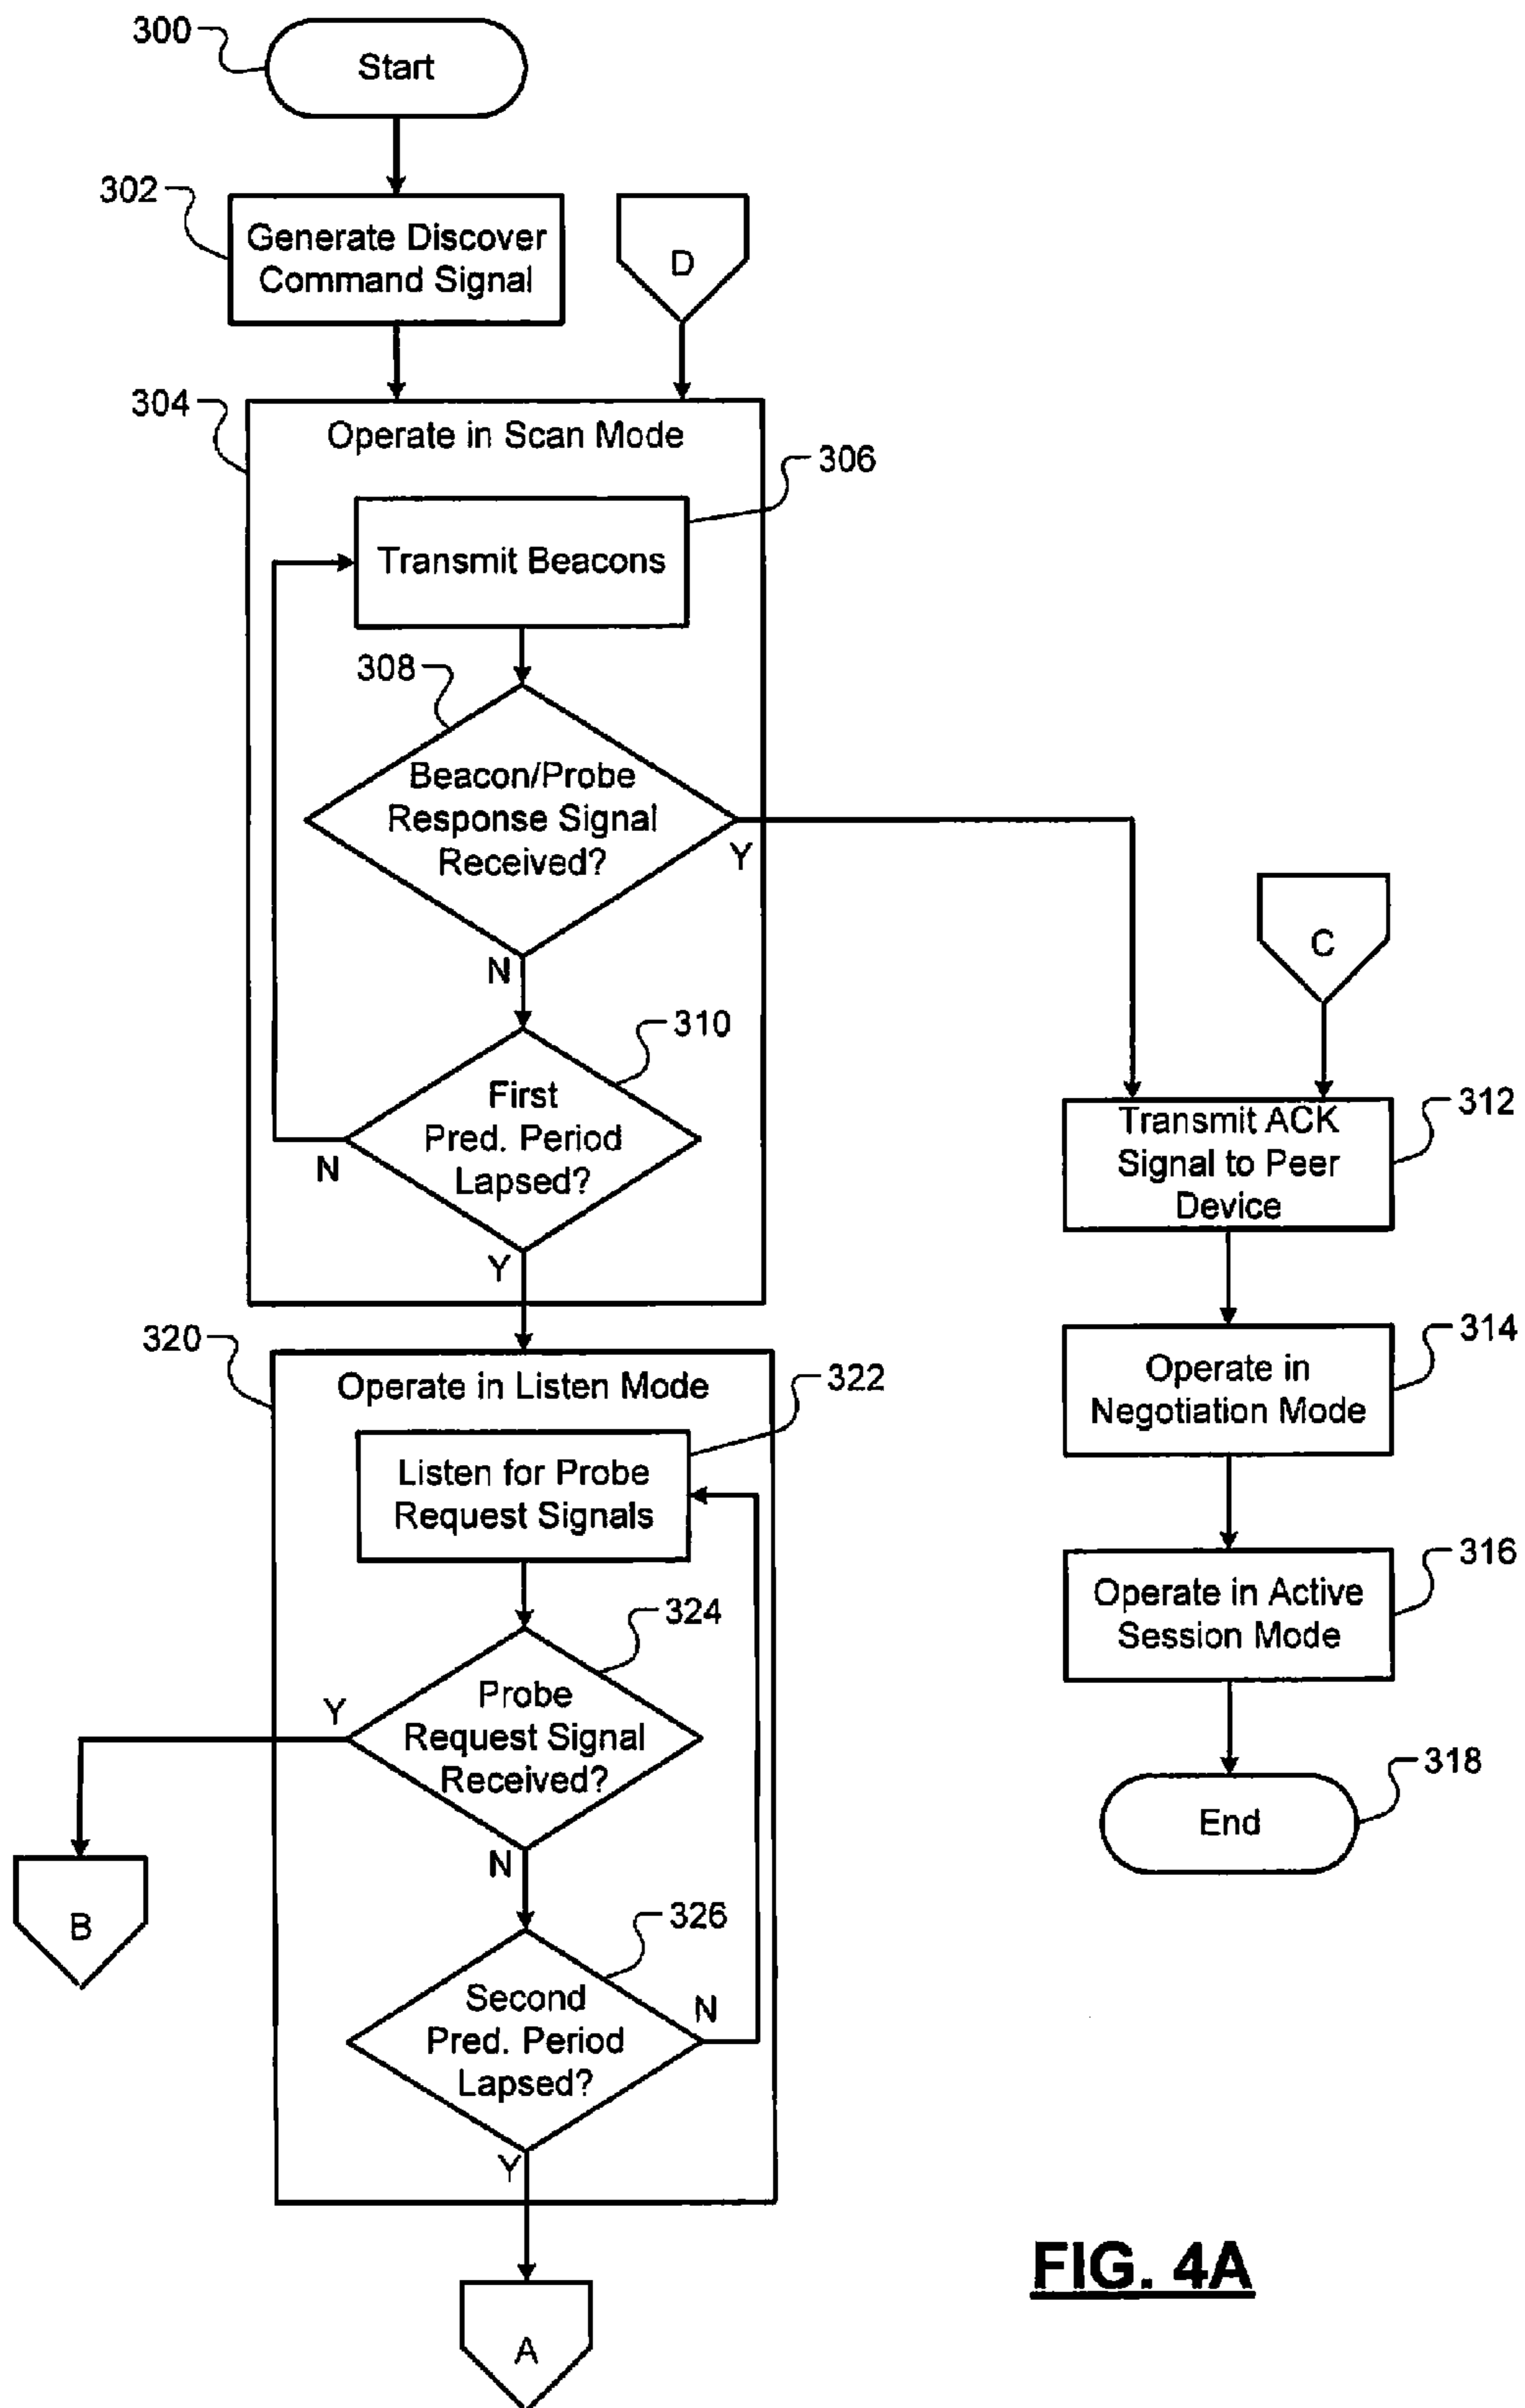 300
Start
302
Generate Discover
Command Signal
D
304
Operate in Scan Mode
306
Transmit Beacons
308
Beacon/Probe
Response Signal
Received?
Y
N
310
First
Pred. Period
Lapsed?
N
Y
C
312
Transmit ACK
Signal to Peer
Device
314
Operate in
Negotiation Mode
316
Operate in Active
Session Mode
318
End
320
Operate in Listen Mode
322
Listen for Probe
Request Signals
324
Probe
Request Signal
Received?
Y
N
B
326
Second
Pred. Period
Lapsed?
N
Y
A
FIG. 4A